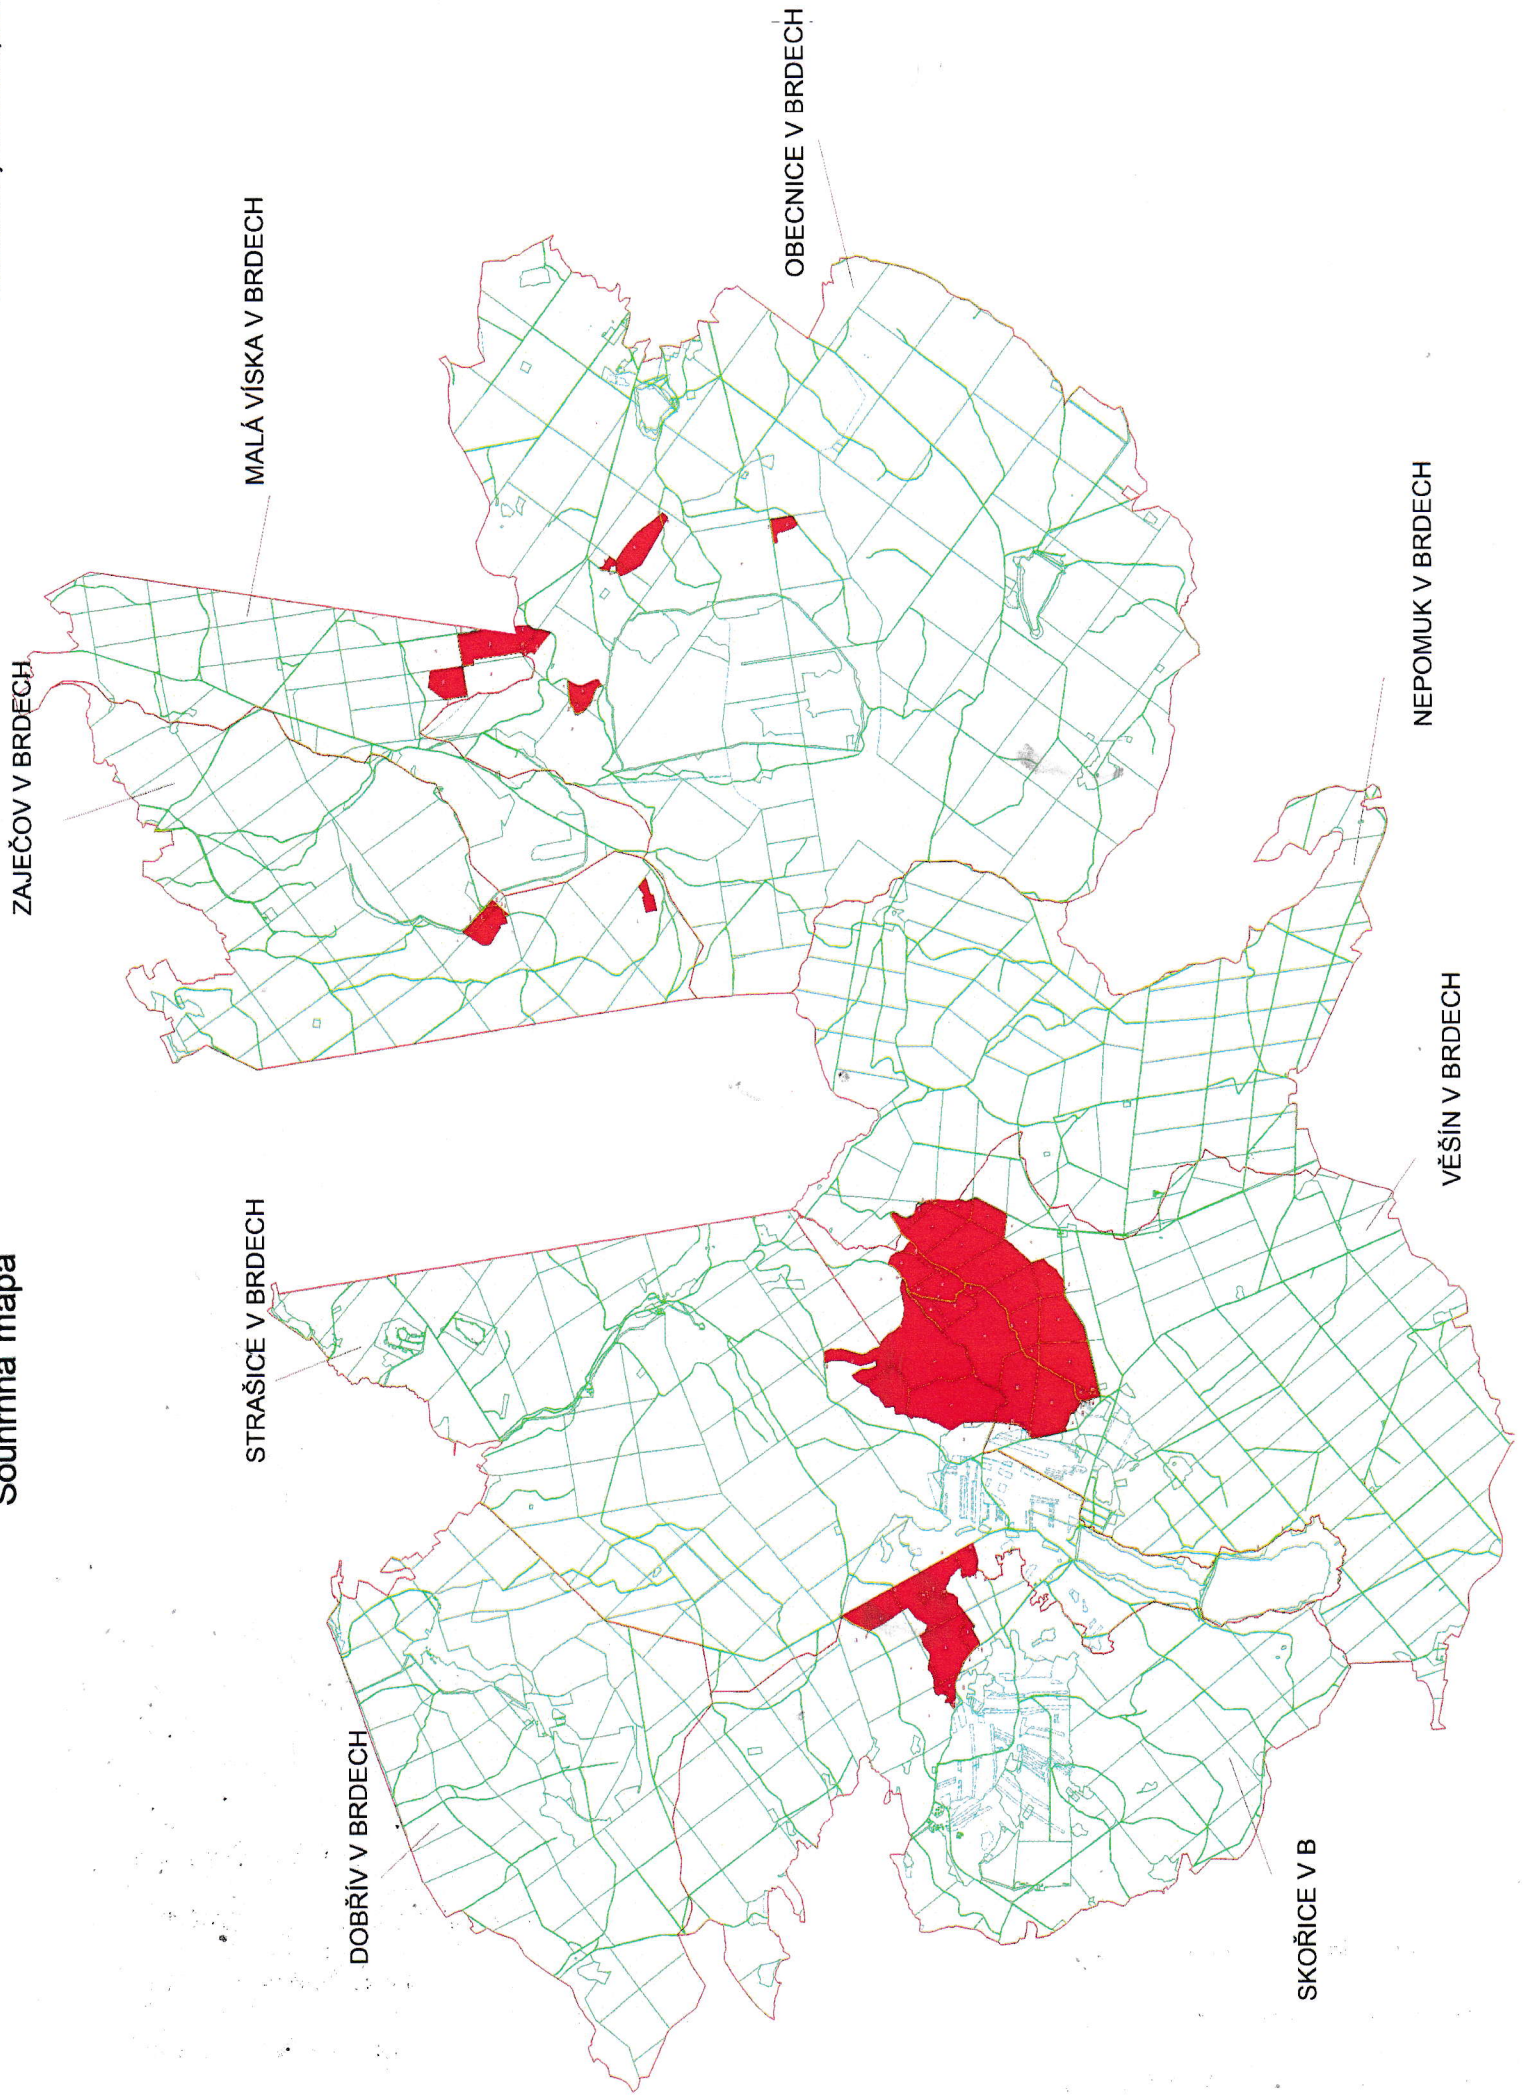 Souhrnná mapa
ZAJEČOV V BRDECH
MALÁ VÍSKA V BRDECH
OBECNICE V BRDECH
STRAŠICE V BRDECH
DOBŘÍV V BRDECH
NEPOMUK V BRDECH
VĚŠÍN V BRDECH
SKOŘICE V B